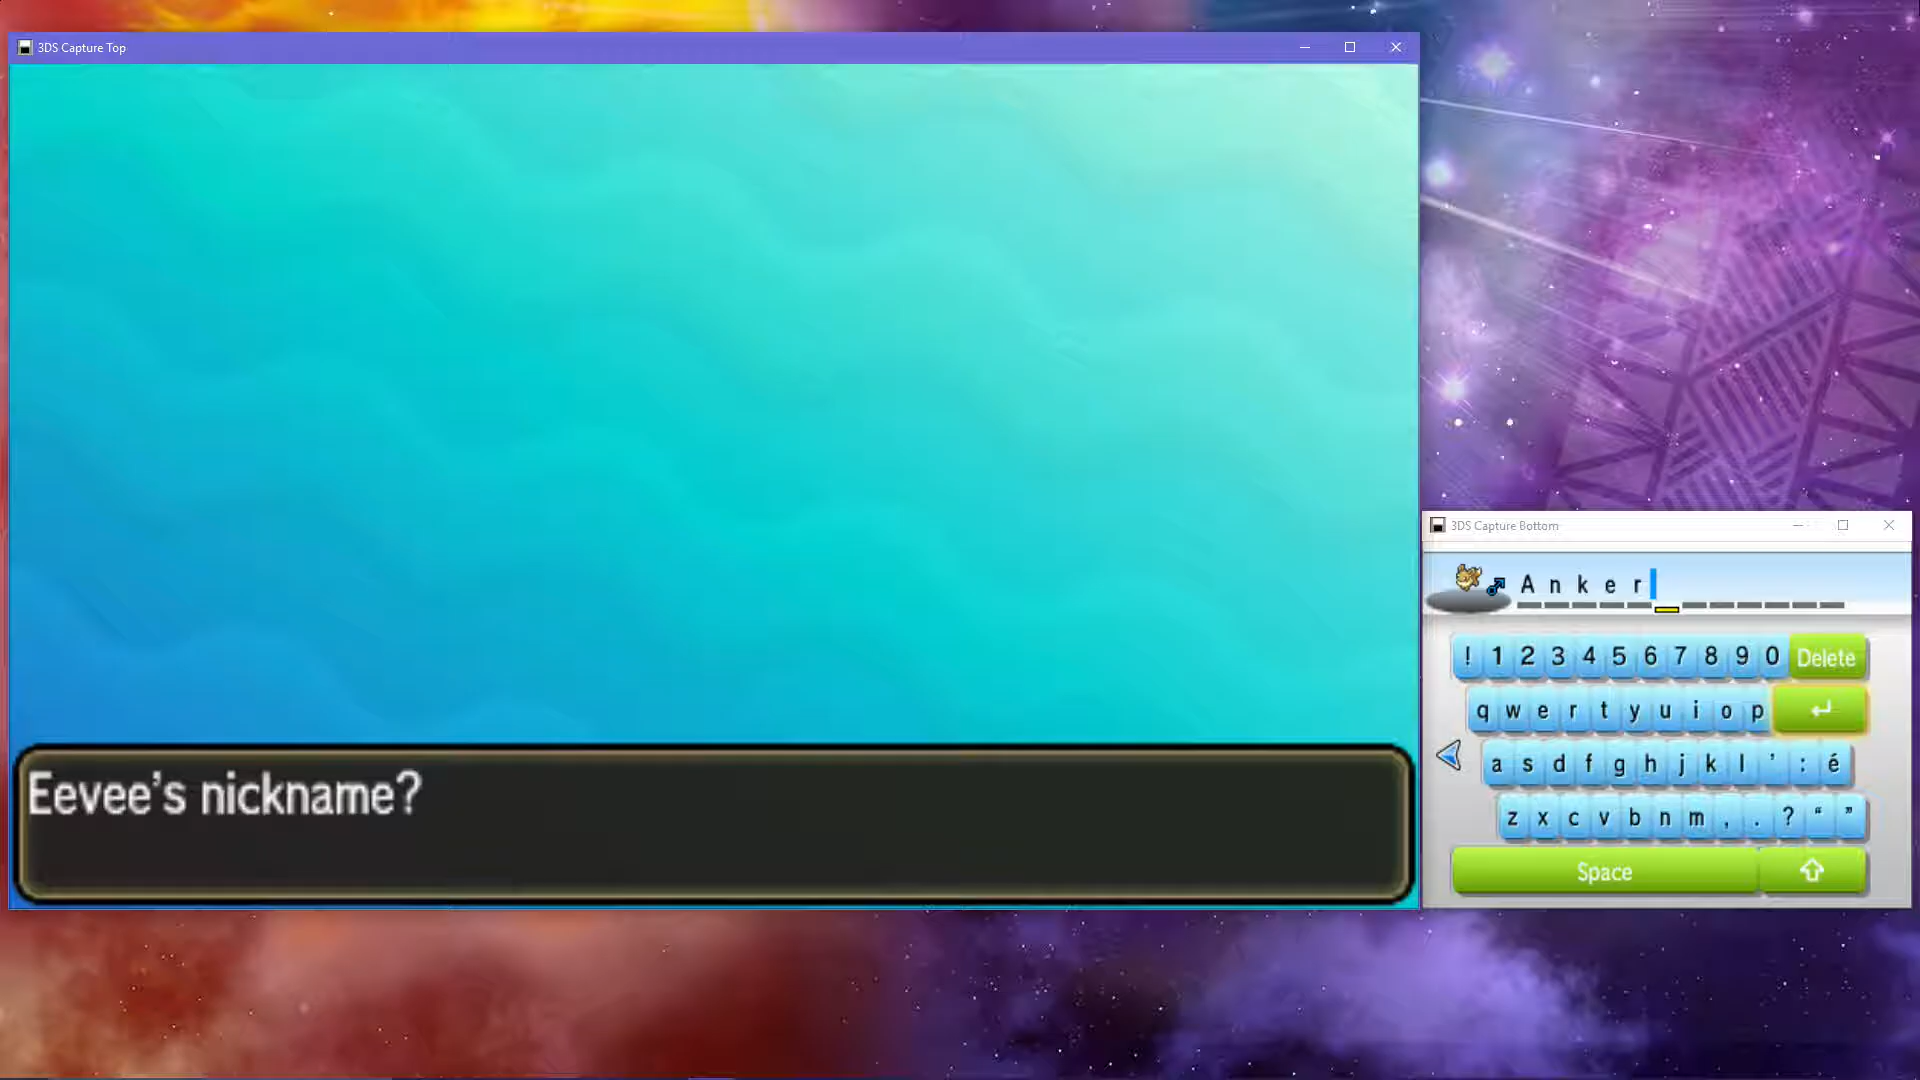 3DS Capture Top
Eevee’s nickname?
3DS Capture Bottom
Anker
! 1 2 3 4 5 6 7 8 9 0 Delete
q w e r t y u i o p
a s d f g h j k l ’ : é
z x c v b n m , . ? “ ”
Space